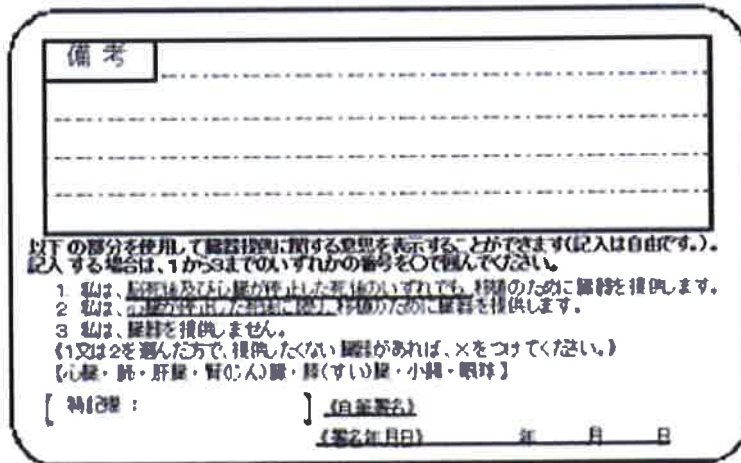 備考
以下の部分を使用して臓器提供に関する意思を表示することができます(記入は自由です。)。
記入する場合は、1から3までのいずれかの番号を〇で囲んでください。
1 私は、脳死後及び心臓が停止した死後のいずれでも、移植のために臓器を提供します。
2 私は、心臓が停止した死後に限り、移植のために臓器を提供します。
3 私は、臓器を提供しません。
《1又は2を選んだ方で、提供したくない臓器があれば、×をつけてください。》
【心臓・肺・肝臓・腎(じん)臓・膵(すい)臓・小腸・眼球】
[ 特記欄: ] 《自筆署名》
《署名年月日》 年 月 日